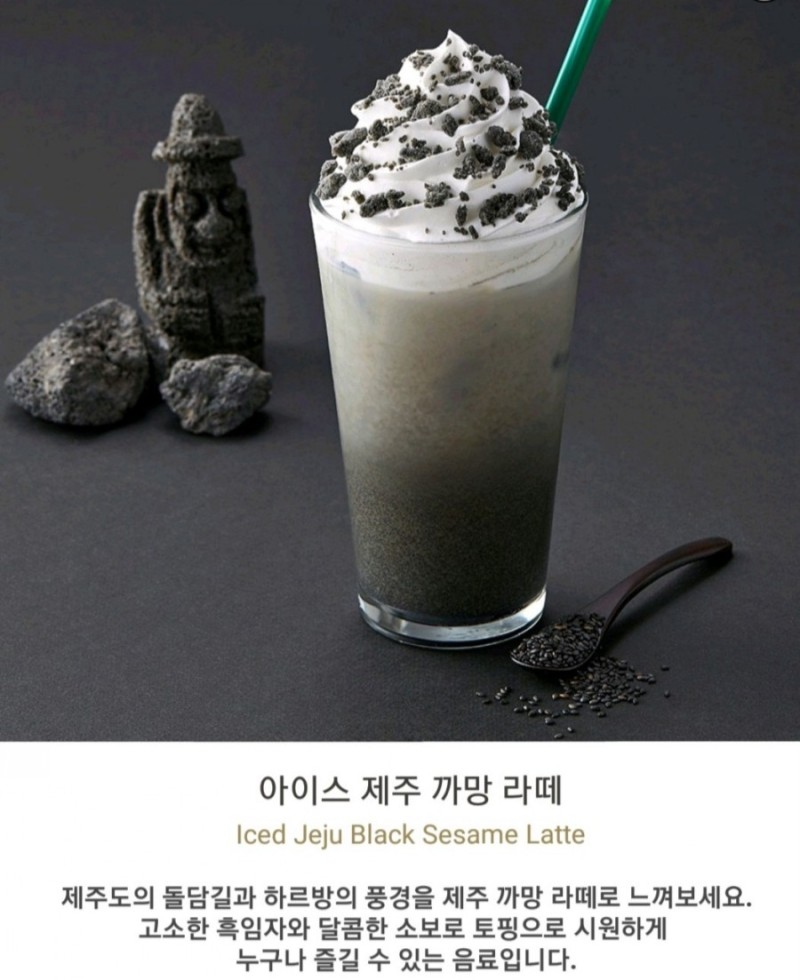 아이스 제주 까망 라떼
Iced Jeju Black Sesame Latte
제주도의 돌담길과 하르방의 풍경을 제주 까망 라떼로 느껴보세요.
고소한 흑임자와 달콤한 소보로 토핑으로 시원하게
누구나 즐길 수 있는 음료입니다.